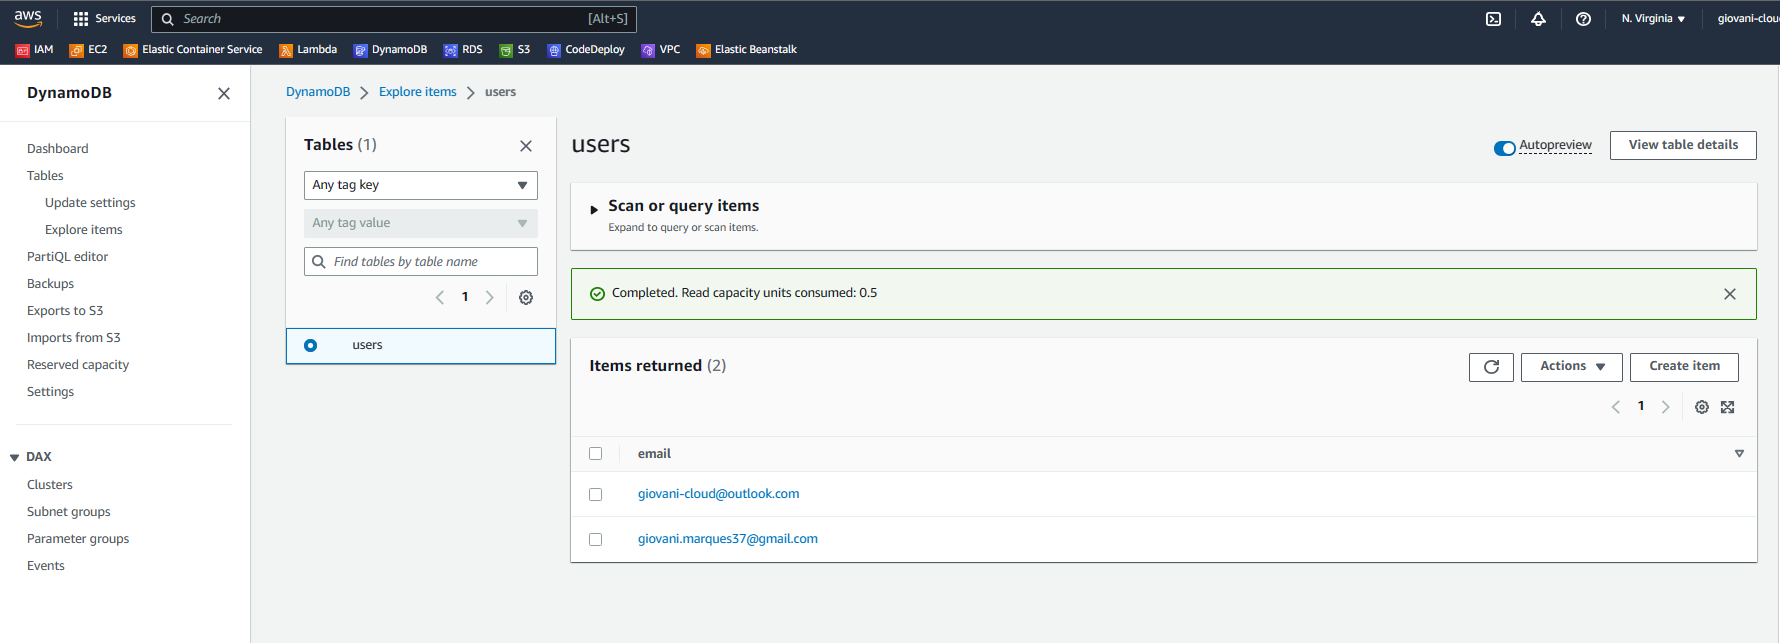 aws
Services
Search
[Alt+S]
N. Virginia
giovani-clou
IAM
EC2
Elastic Container Service
Lambda
DynamoDB
RDS
S3
CodeDeploy
VPC
Elastic Beanstalk
DynamoDB
Dashboard
Tables
Update settings
Explore items
PartiQL editor
Backups
Exports to S3
Imports from S3
Reserved capacity
Settings
DAX
Clusters
Subnet groups
Parameter groups
Events
DynamoDB
Explore items
users
Tables (1)
Any tag key
Any tag value
Find tables by table name
1
users
users
Autopreview
View table details
Scan or query items
Expand to query or scan items.
Completed. Read capacity units consumed: 0.5
Items returned (2)
Actions
Create item
1
email
giovani-cloud@outlook.com
giovani.marques37@gmail.com